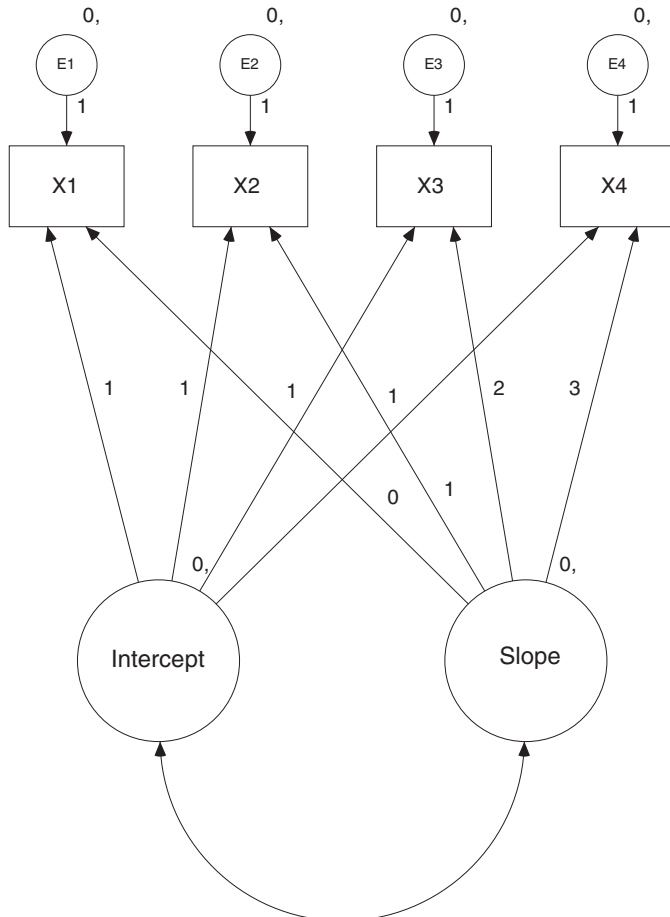 0, 0, 0, 0,
E1 E2 E3 E4
1 1 1 1
X1 X2 X3 X4
1 1 1 1 2 3
0 1
0, 0,
Intercept Slope